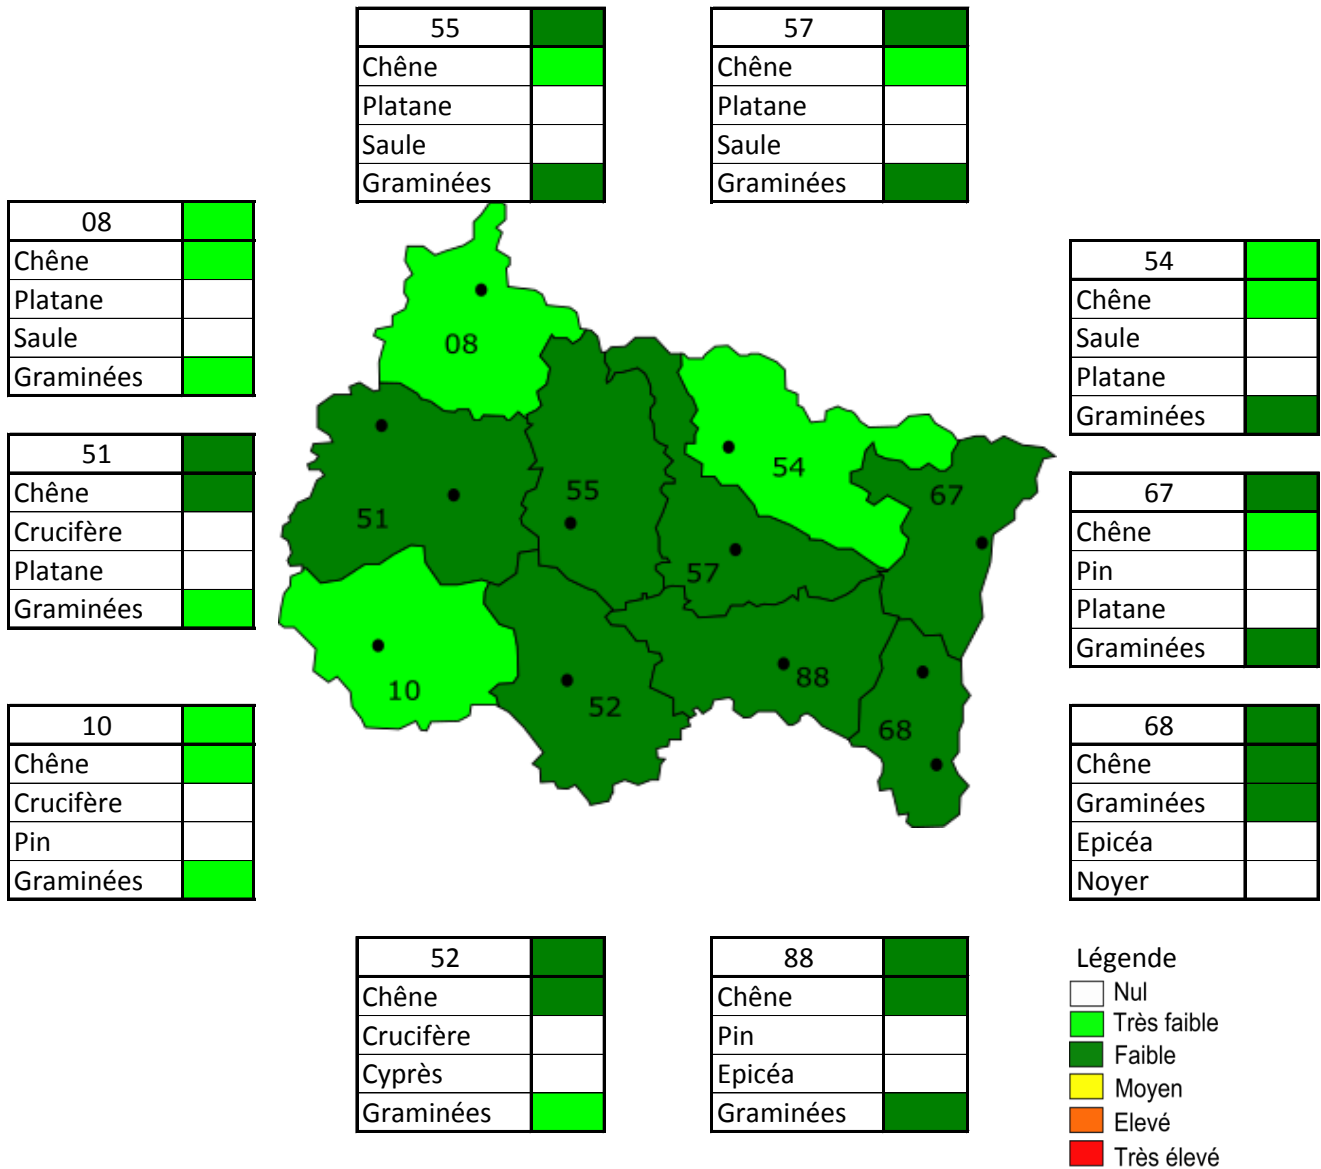 55
Chêne
Platane
Saule
Graminées
57
Chêne
Platane
Saule
Graminées
08
Chêne
Platane
Saule
Graminées
54
Chêne
Saule
Platane
Graminées
51
Chêne
Crucifère
Platane
Graminées
67
Chêne
Pin
Platane
Graminées
10
Chêne
Crucifère
Pin
Graminées
68
Chêne
Graminées
Epicéa
Noyer
08
54
55
67
51
57
88
10
52
68
52
Chêne
Crucifère
Cyprès
Graminées
88
Chêne
Pin
Epicéa
Graminées
Légende
Nul
Très faible
Faible
Moyen
Elevé
Très élevé